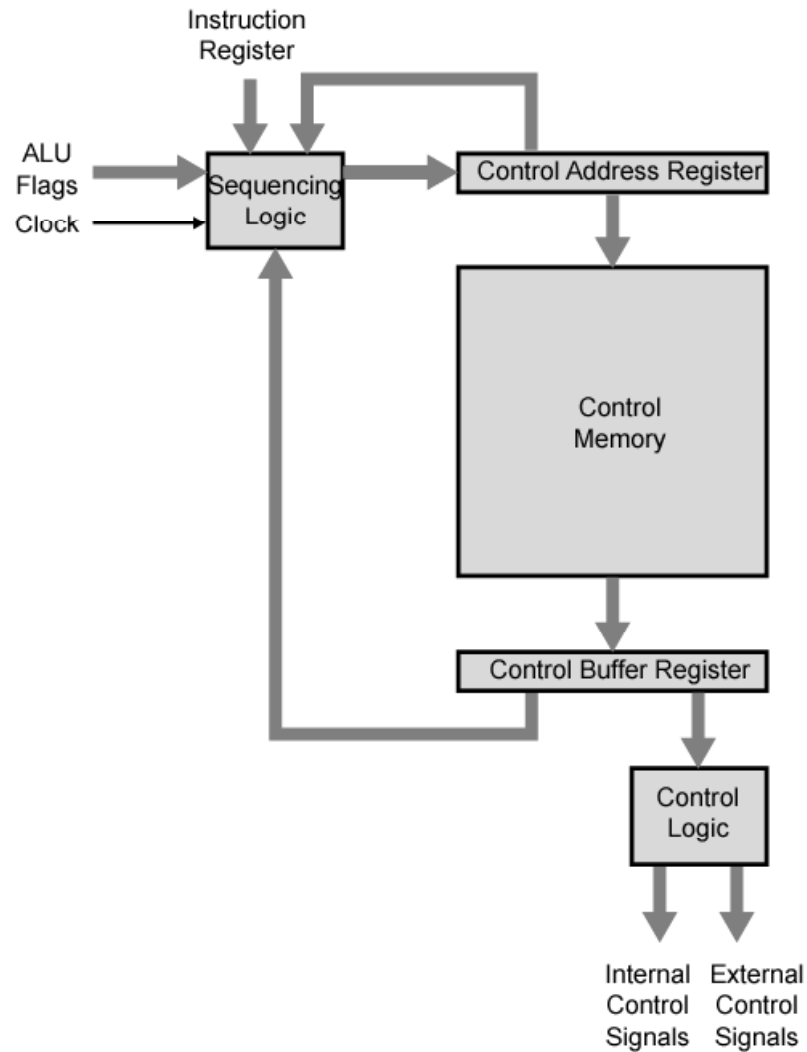 Instruction
Register
ALU
Flags
Clock
Sequencing
Logic
Control Address Register
Control
Memory
Control Buffer Register
Control
Logic
Internal
Control
Signals
External
Control
Signals